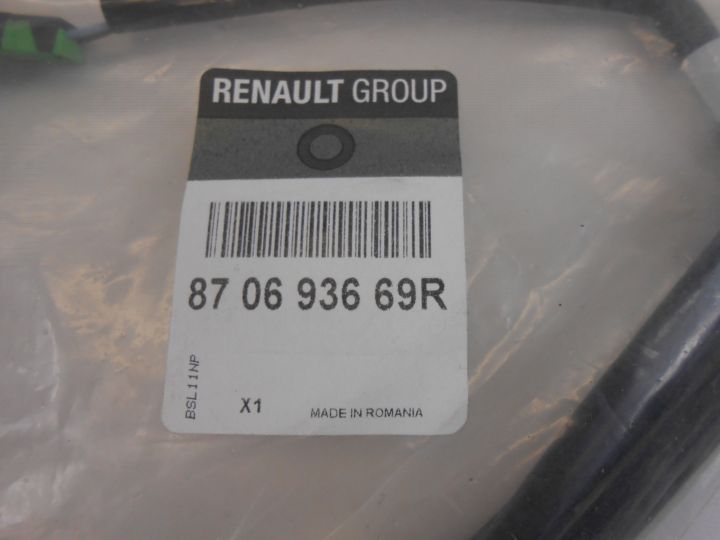 RENAULT GROUP
87 06 936 69R
BSL11NP
X1
MADE IN ROMANIA